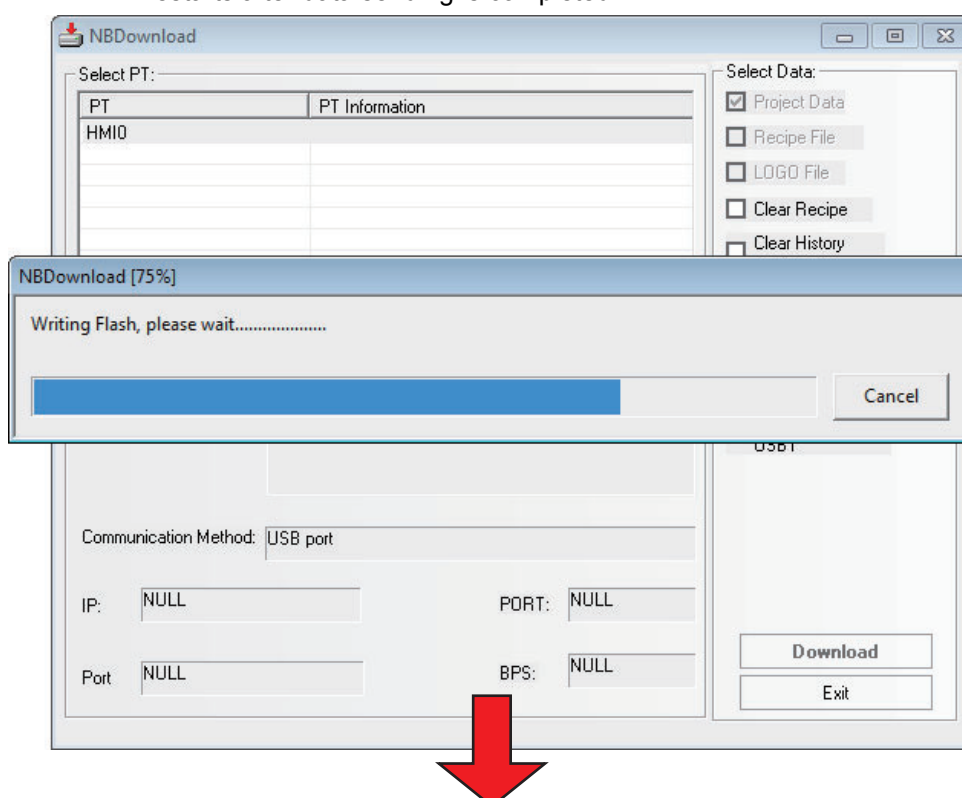 NBDownload
Select PT:
PT PT Information
HMI0
Select Data:
Project Data
Recipe File
LOGO File
Clear Recipe
Clear History
NBDownload [75%]
Writing Flash, please wait.....................
Cancel
Communication Method: USB port
IP: NULL PORT: NULL
Port NULL BPS: NULL
Download
Exit